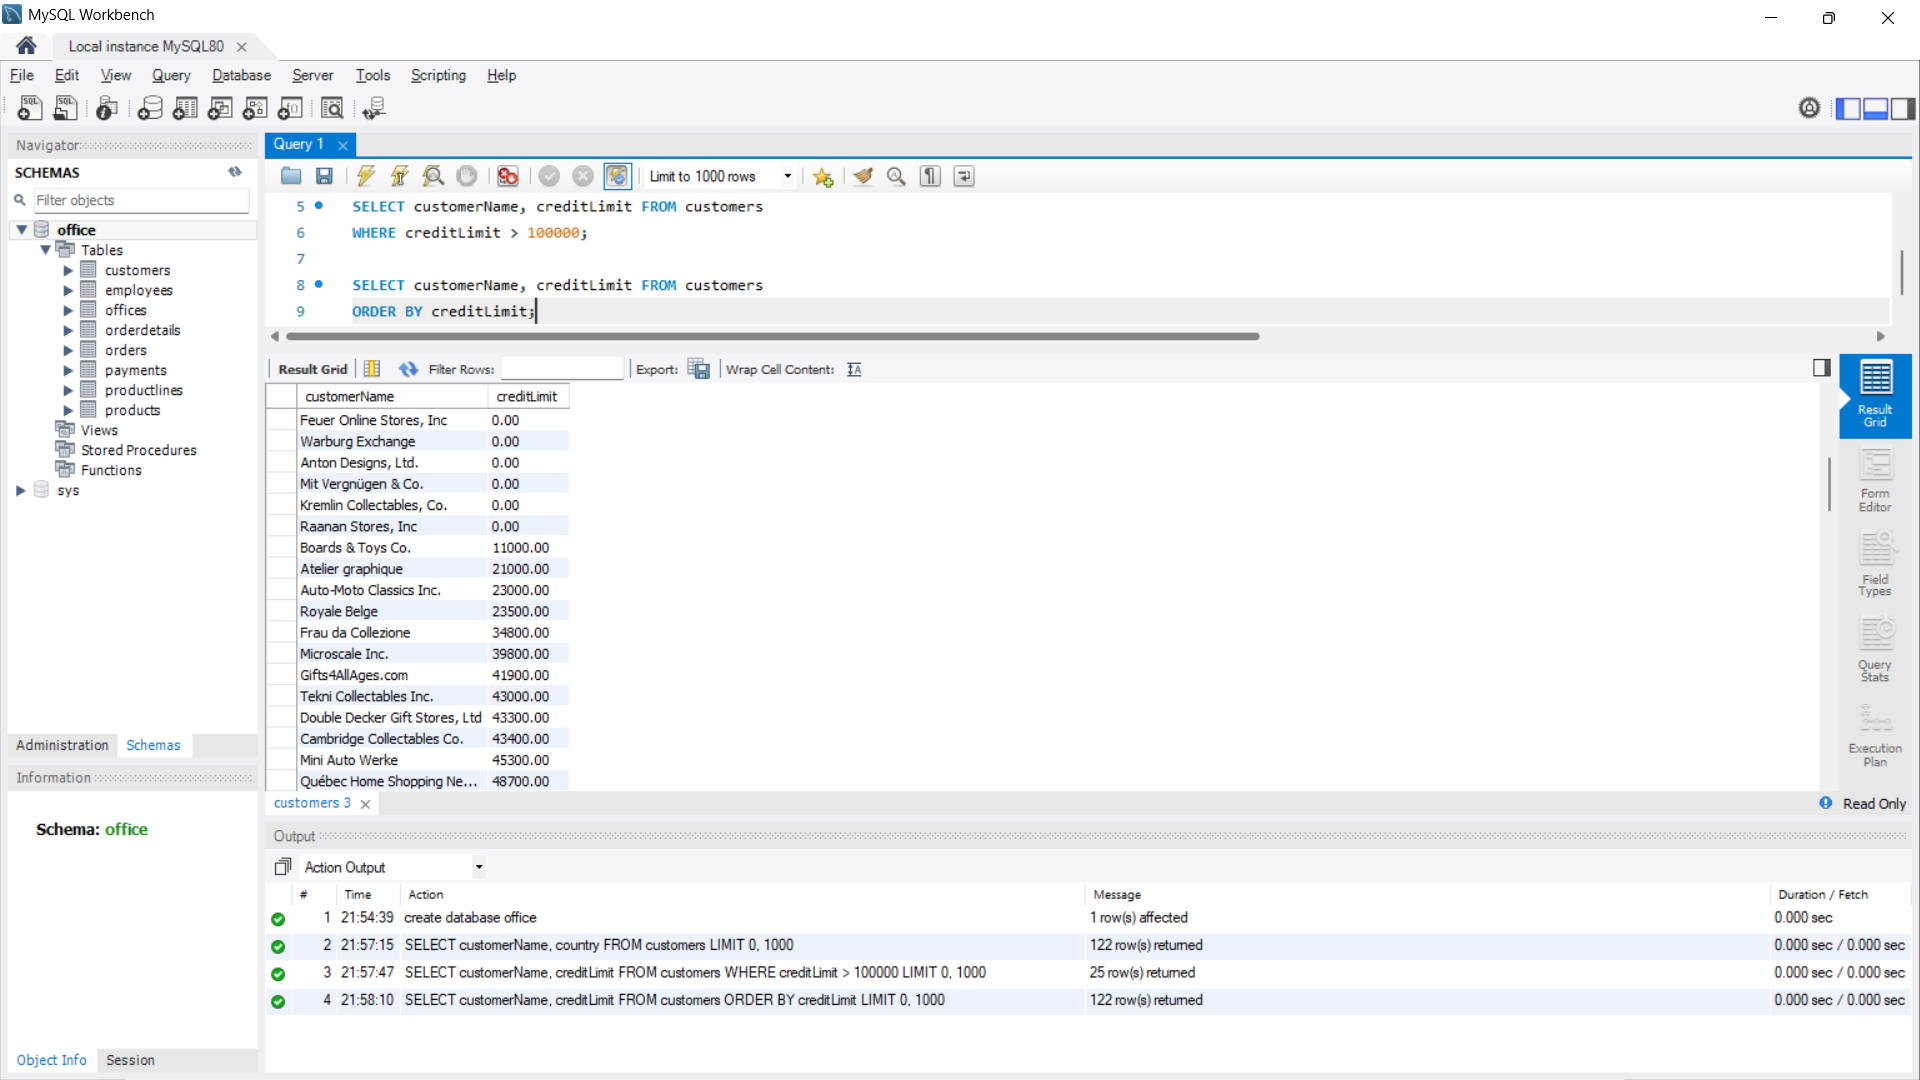 MySQL Workbench
Local instance MySQL80
File Edit View Query Database Server Tools Scripting Help
Navigator
SCHEMAS
Filter objects
office
Tables
customers
employees
offices
orderdetails
orders
payments
productlines
products
Views
Stored Procedures
Functions
sys
Administration Schemas
Information
Schema: office
Object Info Session
Query 1
Limit to 1000 rows
5 SELECT customerName, creditLimit FROM customers
6 WHERE creditLimit > 100000;
7
8 SELECT customerName, creditLimit FROM customers
9 ORDER BY creditLimit;
Result Grid Filter Rows: Export: Wrap Cell Content:
customerName creditLimit
Feuer Online Stores, Inc 0.00
Warburg Exchange 0.00
Anton Designs, Ltd. 0.00
Mit Vergnügen & Co. 0.00
Kremlin Collectables, Co. 0.00
Raanan Stores, Inc 0.00
Boards & Toys Co. 11000.00
Atelier graphique 21000.00
Auto-Moto Classics Inc. 23000.00
Royale Belge 23500.00
Frau da Collezione 34800.00
Microscale Inc. 39800.00
Gifts4AllAges.com 41900.00
Tekni Collectables Inc. 43000.00
Double Decker Gift Stores, Ltd 43300.00
Cambridge Collectables Co. 43400.00
Mini Auto Werke 45300.00
Québec Home Shopping Ne... 48700.00
Result
Grid
Form
Editor
Field
Types
Query
Stats
Execution
Plan
customers 3
Read Only
Output
Action Output
# Time Action Message Duration / Fetch
1 21:54:39 create database office 1 row(s) affected 0.000 sec
2 21:57:15 SELECT customerName, country FROM customers LIMIT 0, 1000 122 row(s) returned 0.000 sec / 0.000 sec
3 21:57:47 SELECT customerName, creditLimit FROM customers WHERE creditLimit > 100000 LIMIT 0, 1000 25 row(s) returned 0.000 sec / 0.000 sec
4 21:58:10 SELECT customerName, creditLimit FROM customers ORDER BY creditLimit LIMIT 0, 1000 122 row(s) returned 0.000 sec / 0.000 sec